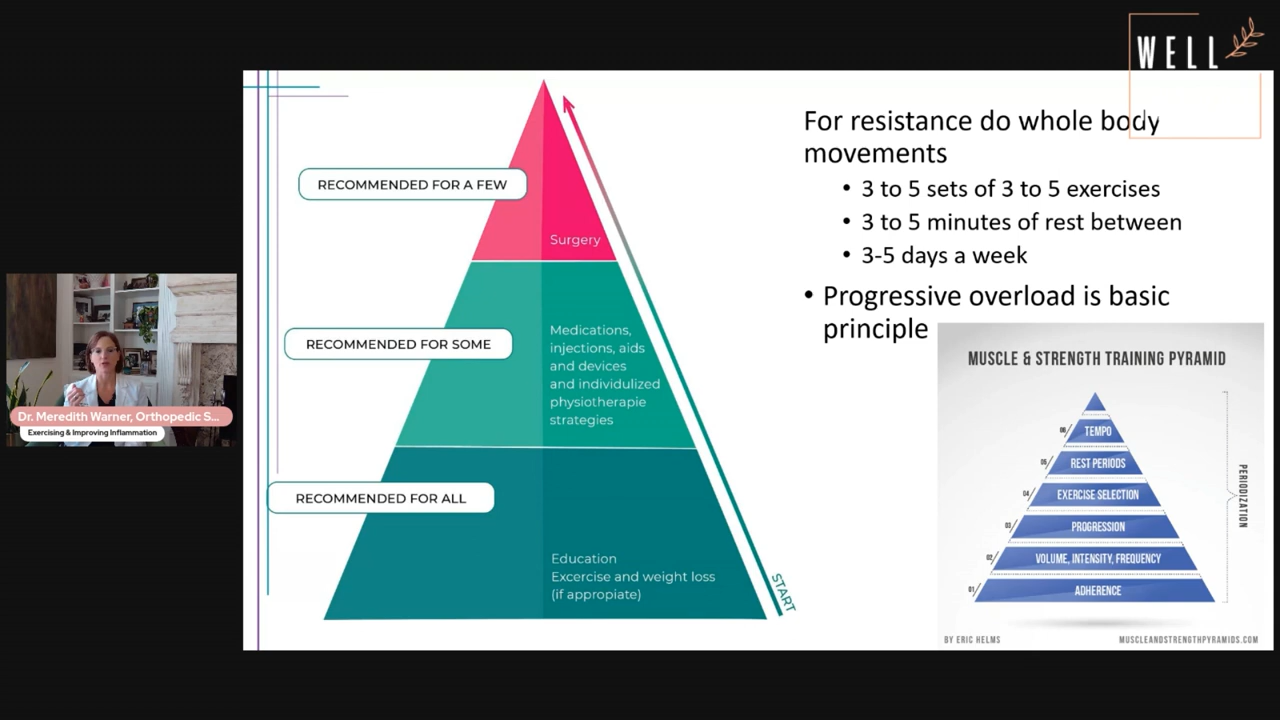 WELL
For resistance do whole body
movements
• 3 to 5 sets of 3 to 5 exercises
• 3 to 5 minutes of rest between
• 3-5 days a week
• Progressive overload is basic
principle
RECOMMENDED FOR A FEW
Surgery
RECOMMENDED FOR SOME
Medications,
injections, aids
and devices
and individulized
physiotherapie
strategies
RECOMMENDED FOR ALL
Education
Excercise and weight loss
(if appropiate)
START
MUSCLE & STRENGTH TRAINING PYRAMID
TEMPO
05 REST PERIODS
04 EXERCISE SELECTION
03 PROGRESSION
02 VOLUME, INTENSITY, FREQUENCY
01 ADHERENCE
PERIODIZATION
BY ERIC HELMS
MUSCLEANDSTRENGTHPYRAMIDS.COM
Dr. Meredith Warner, Orthopedic S...
Exercising & Improving Inflammation